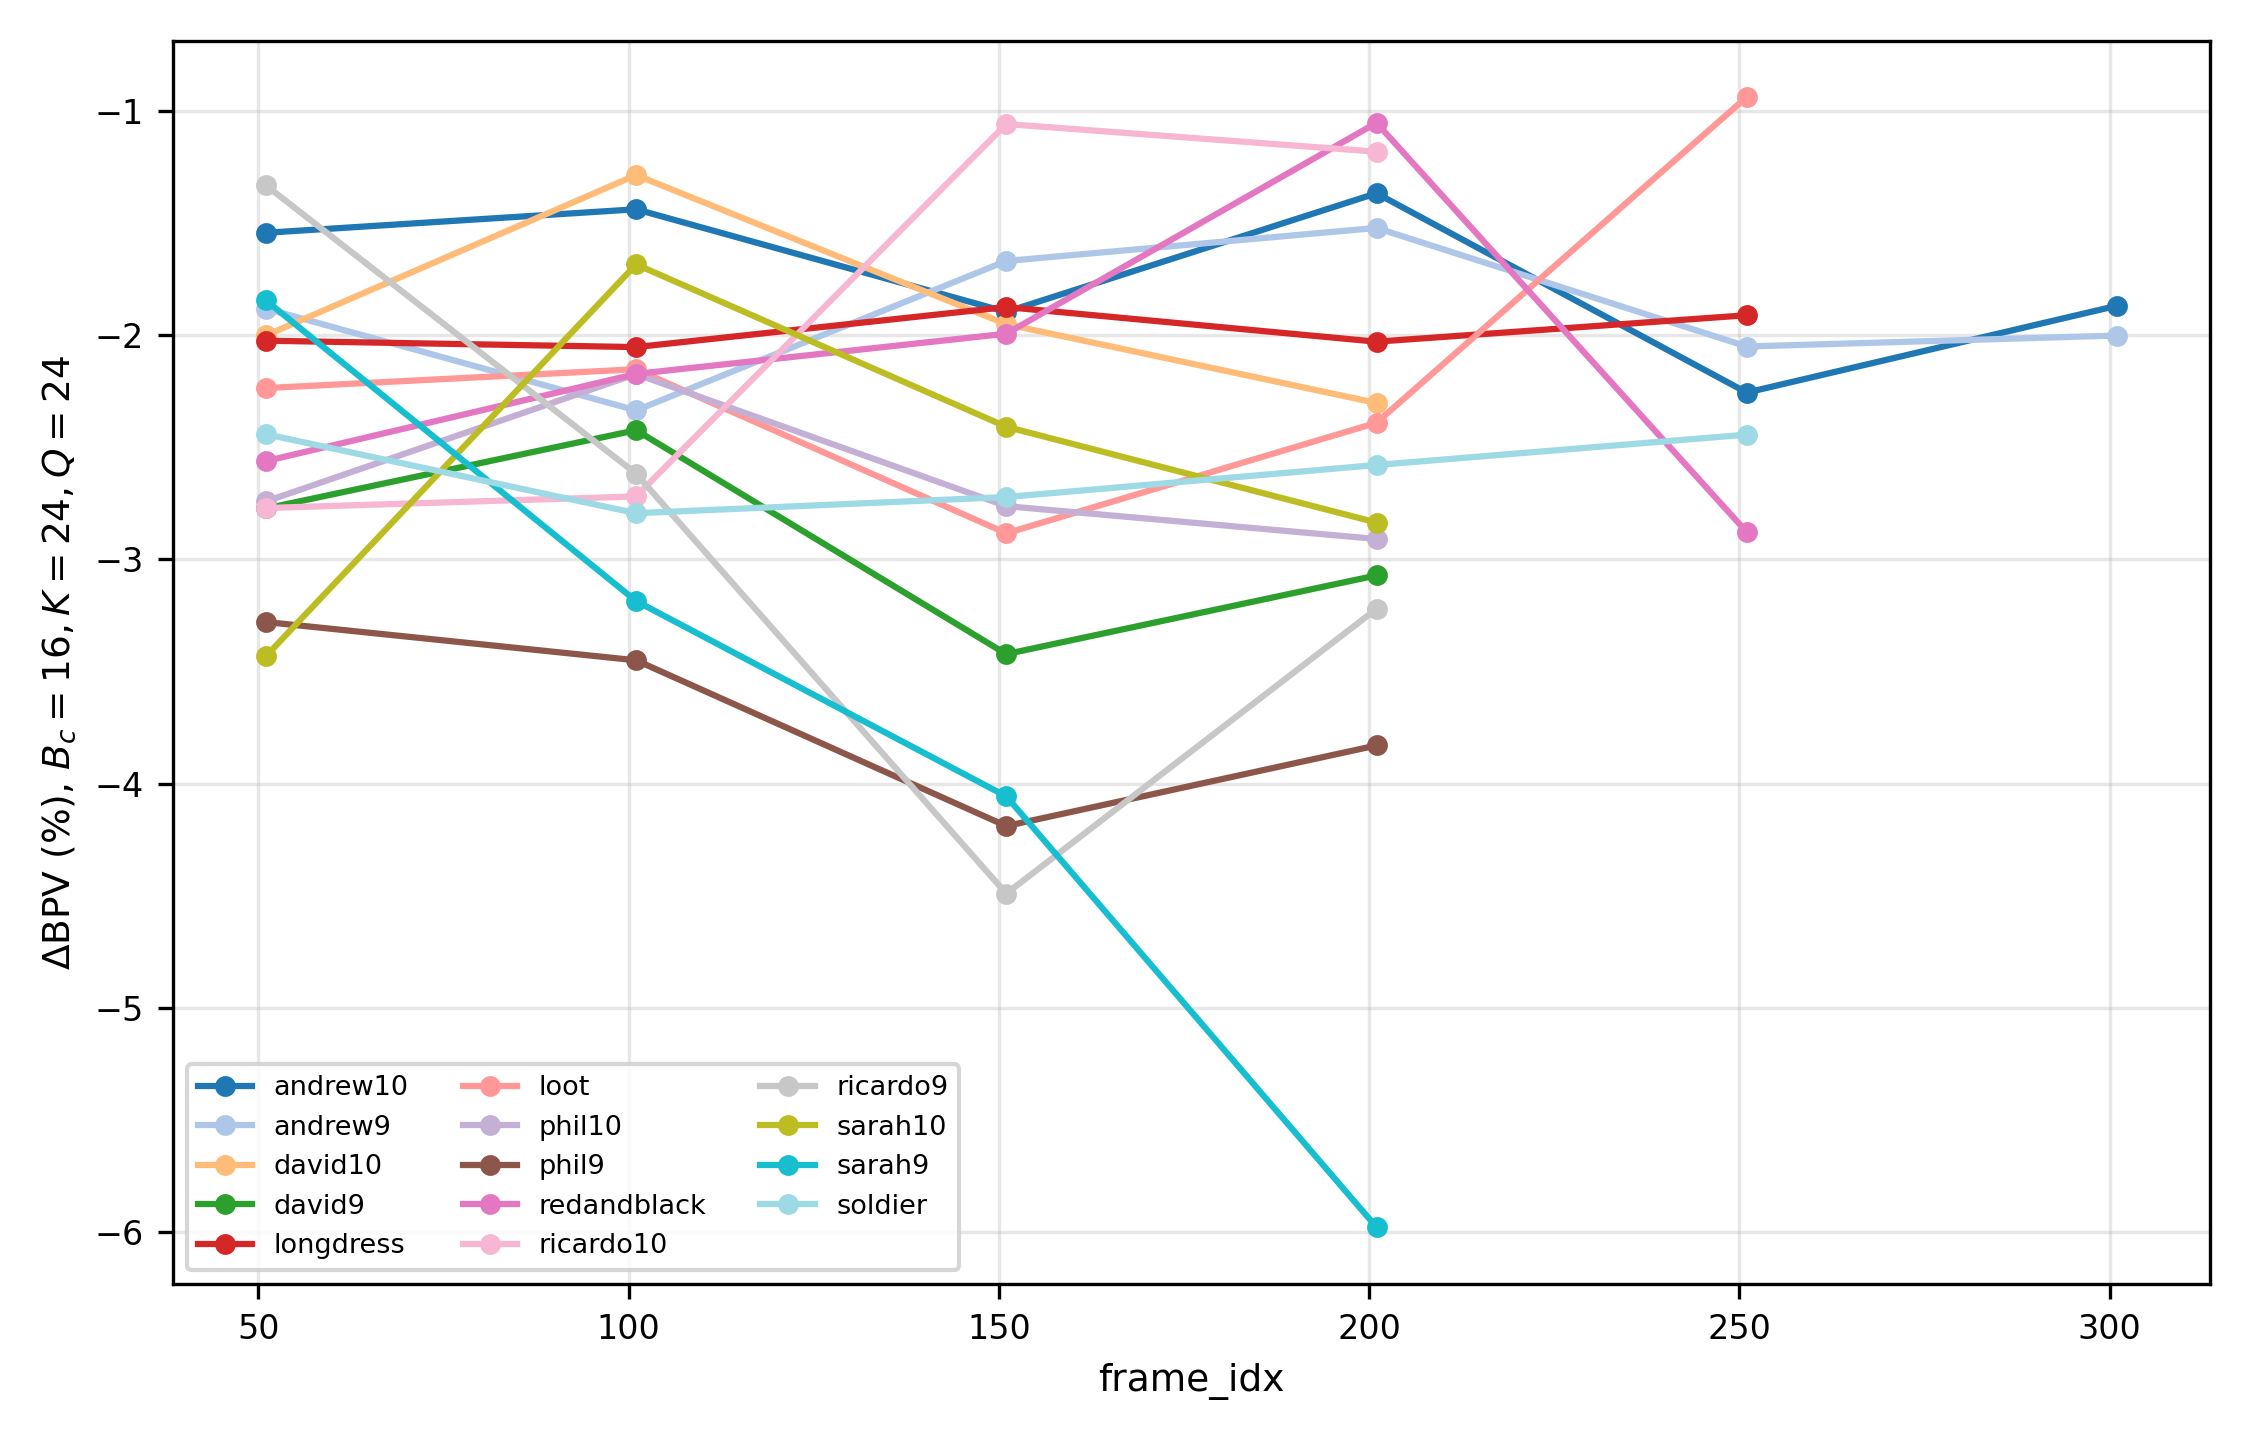 ΔBPV (%), B_c = 16, K = 24, Q = 24
−1
−2
−3
−4
−5
−6
andrew10
andrew9
david10
david9
longdress
loot
phil10
phil9
redandblack
ricardo10
ricardo9
sarah10
sarah9
soldier
50 100 150 200 250 300
frame_idx